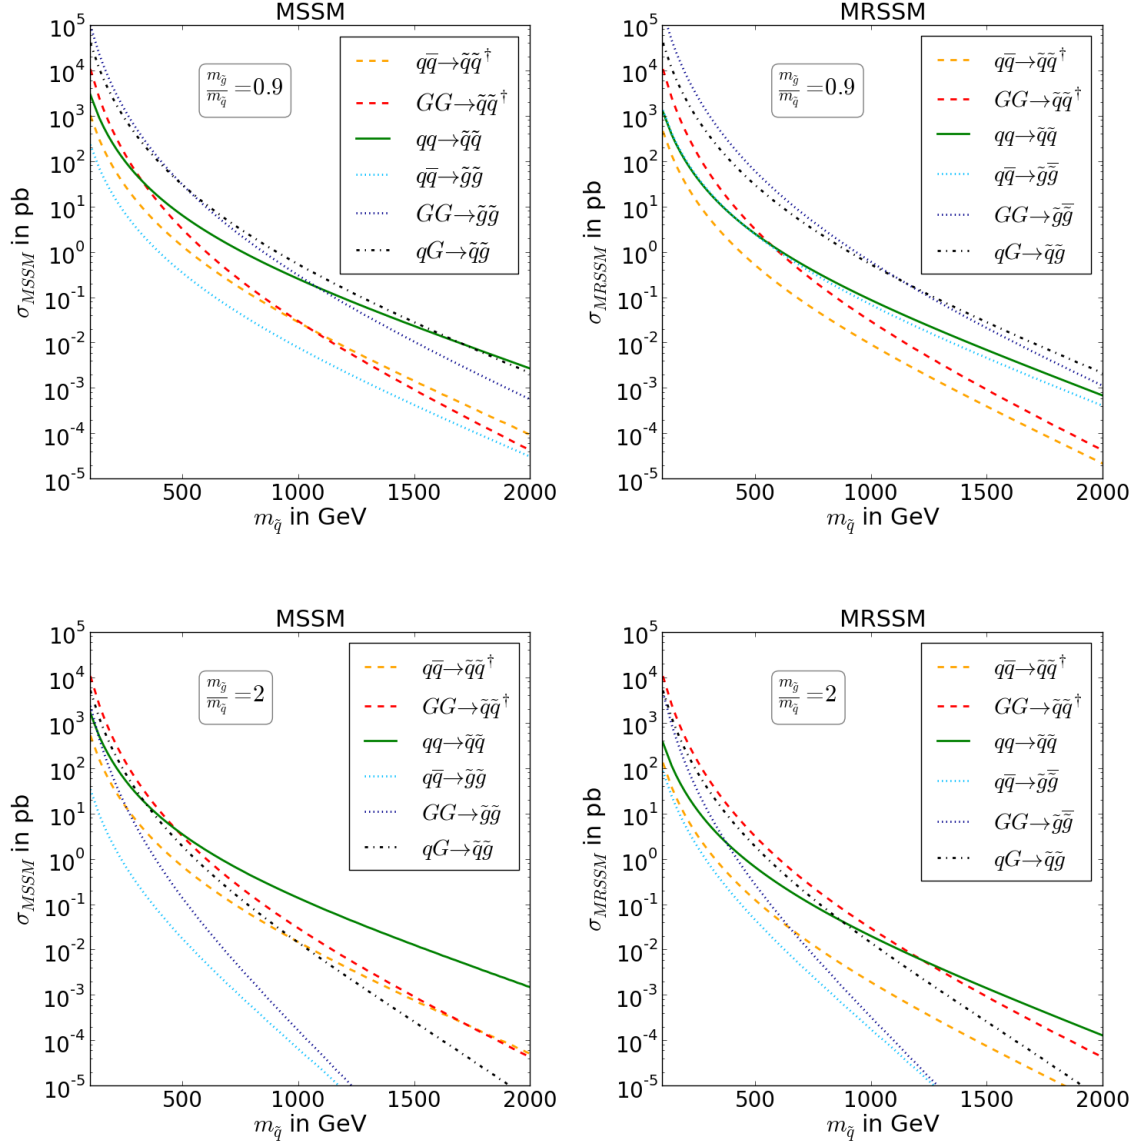 MSSM
10^5
10^4
10^3
10^2
10^1
10^0
10^-1
10^-2
10^-3
10^-4
10^-5
σ_MSSM in pb
m_g̃/m_q̃ = 0.9
qq̅→q̃q̃†
GG→q̃q̃†
qq→q̃q̃
qq̅→g̃g̃
GG→g̃g̃
qG→q̃g̃
500 1000 1500 2000
m_q̃ in GeV
MRSSM
10^5
10^4
10^3
10^2
10^1
10^0
10^-1
10^-2
10^-3
10^-4
10^-5
σ_MRSSM in pb
m_g̃/m_q̃ = 0.9
qq̅→q̃q̃†
GG→q̃q̃†
qq→q̃q̃
qq̅→g̃g̃̅
GG→g̃g̃̅
qG→q̃g̃
500 1000 1500 2000
m_q̃ in GeV
MSSM
10^5
10^4
10^3
10^2
10^1
10^0
10^-1
10^-2
10^-3
10^-4
10^-5
σ_MSSM in pb
m_g̃/m_q̃ = 2
qq̅→q̃q̃†
GG→q̃q̃†
qq→q̃q̃
qq̅→g̃g̃
GG→g̃g̃
qG→q̃g̃
500 1000 1500 2000
m_q̃ in GeV
MRSSM
10^5
10^4
10^3
10^2
10^1
10^0
10^-1
10^-2
10^-3
10^-4
10^-5
σ_MRSSM in pb
m_g̃/m_q̃ = 2
qq̅→q̃q̃†
GG→q̃q̃†
qq→q̃q̃
qq̅→g̃g̃̅
GG→g̃g̃̅
qG→q̃g̃
500 1000 1500 2000
m_q̃ in GeV